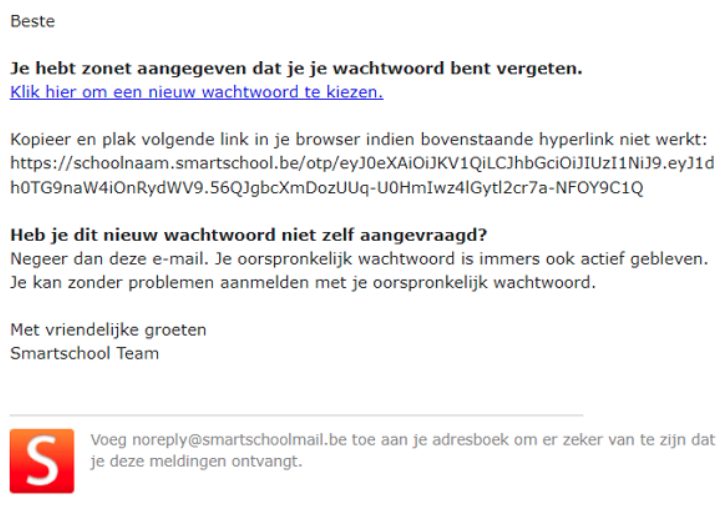 Beste
Je hebt zonet aangegeven dat je je wachtwoord bent vergeten.
Klik hier om een nieuw wachtwoord te kiezen.
Kopieer en plak volgende link in je browser indien bovenstaande hyperlink niet werkt:
https://schoolnaam.smartschool.be/otp/eyJ0eXAiOiJKV1QiLCJhbGciOiJIUzI1NiJ9.eyJ1d
h0TG9naW4iOnRydWV9.56QJgbcXmDozUUq-U0HmIwz4lGytl2cr7a-NFOY9C1Q
Heb je dit nieuw wachtwoord niet zelf aangevraagd?
Negeer dan deze e-mail. Je oorspronkelijk wachtwoord is immers ook actief gebleven.
Je kan zonder problemen aanmelden met je oorspronkelijk wachtwoord.
Met vriendelijke groeten
Smartschool Team
S
Voeg noreply@smartschoolmail.be toe aan je adresboek om er zeker van te zijn dat
je deze meldingen ontvangt.